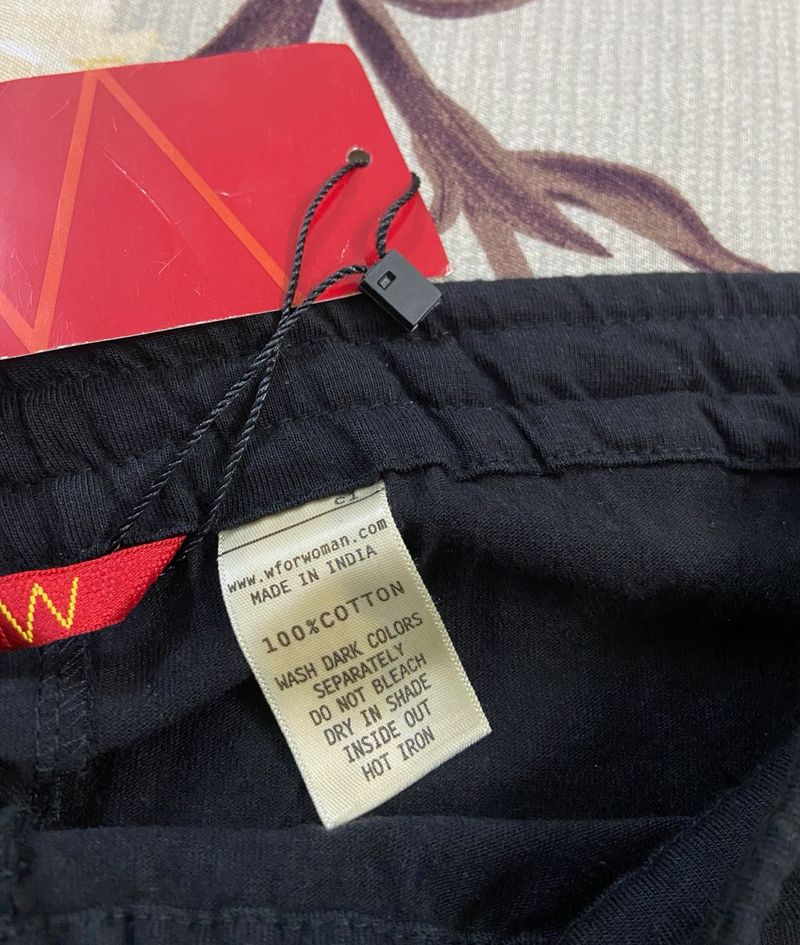 W
www.wforwoman.com
MADE IN INDIA
100%COTTON
WASH DARK COLORS
SEPARATELY
DO NOT BLEACH
DRY IN SHADE
INSIDE OUT
HOT IRON